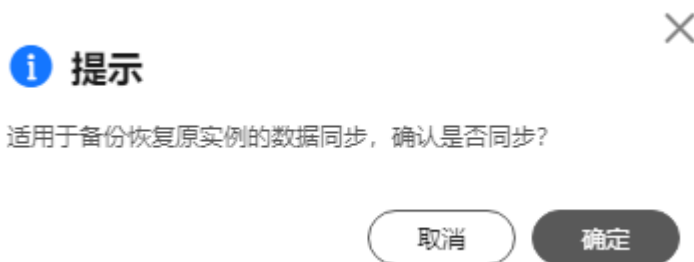 提示
适用于备份恢复原实例的数据同步，确认是否同步？
取消
确定